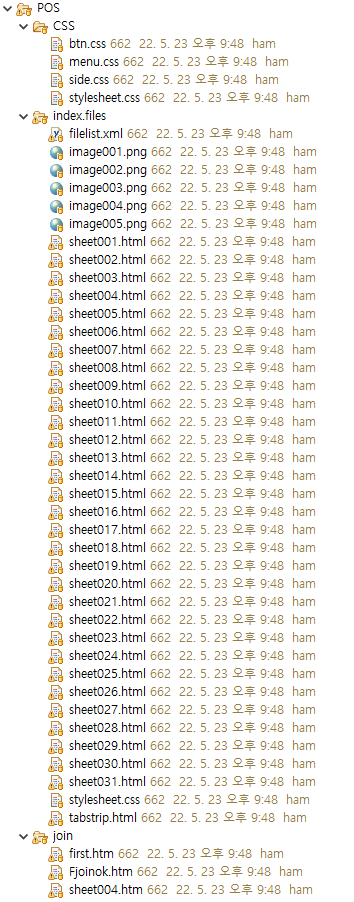 POS
CSS
btn.css 662 22. 5. 23 오후 9:48 ham
menu.css 662 22. 5. 23 오후 9:48 ham
side.css 662 22. 5. 23 오후 9:48 ham
stylesheet.css 662 22. 5. 23 오후 9:48 ham
index.files
filelist.xml 662 22. 5. 23 오후 9:48 ham
image001.png 662 22. 5. 23 오후 9:48 ham
image002.png 662 22. 5. 23 오후 9:48 ham
image003.png 662 22. 5. 23 오후 9:48 ham
image004.png 662 22. 5. 23 오후 9:48 ham
image005.png 662 22. 5. 23 오후 9:48 ham
sheet001.html 662 22. 5. 23 오후 9:48 ham
sheet002.html 662 22. 5. 23 오후 9:48 ham
sheet003.html 662 22. 5. 23 오후 9:48 ham
sheet004.html 662 22. 5. 23 오후 9:48 ham
sheet005.html 662 22. 5. 23 오후 9:48 ham
sheet006.html 662 22. 5. 23 오후 9:48 ham
sheet007.html 662 22. 5. 23 오후 9:48 ham
sheet008.html 662 22. 5. 23 오후 9:48 ham
sheet009.html 662 22. 5. 23 오후 9:48 ham
sheet010.html 662 22. 5. 23 오후 9:48 ham
sheet011.html 662 22. 5. 23 오후 9:48 ham
sheet012.html 662 22. 5. 23 오후 9:48 ham
sheet013.html 662 22. 5. 23 오후 9:48 ham
sheet014.html 662 22. 5. 23 오후 9:48 ham
sheet015.html 662 22. 5. 23 오후 9:48 ham
sheet016.html 662 22. 5. 23 오후 9:48 ham
sheet017.html 662 22. 5. 23 오후 9:48 ham
sheet018.html 662 22. 5. 23 오후 9:48 ham
sheet019.html 662 22. 5. 23 오후 9:48 ham
sheet020.html 662 22. 5. 23 오후 9:48 ham
sheet021.html 662 22. 5. 23 오후 9:48 ham
sheet022.html 662 22. 5. 23 오후 9:48 ham
sheet023.html 662 22. 5. 23 오후 9:48 ham
sheet024.html 662 22. 5. 23 오후 9:48 ham
sheet025.html 662 22. 5. 23 오후 9:48 ham
sheet026.html 662 22. 5. 23 오후 9:48 ham
sheet027.html 662 22. 5. 23 오후 9:48 ham
sheet028.html 662 22. 5. 23 오후 9:48 ham
sheet029.html 662 22. 5. 23 오후 9:48 ham
sheet030.html 662 22. 5. 23 오후 9:48 ham
sheet031.html 662 22. 5. 23 오후 9:48 ham
stylesheet.css 662 22. 5. 23 오후 9:48 ham
tabstrip.html 662 22. 5. 23 오후 9:48 ham
join
first.htm 662 22. 5. 23 오후 9:48 ham
Fjoinok.htm 662 22. 5. 23 오후 9:48 ham
sheet004.htm 662 22. 5. 23 오후 9:48 ham